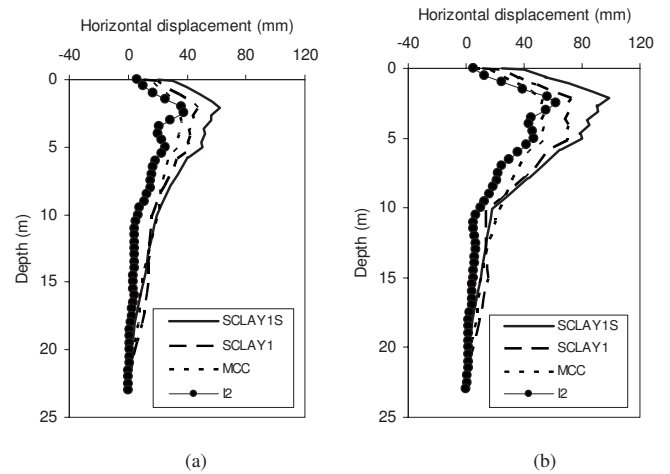 Horizontal displacement (mm)
-40 0 40 80 120
0
5
10
15
20
25
Depth (m)
SCLAY1S
SCLAY1
MCC
I2
(a)
Horizontal displacement (mm)
-40 0 40 80 120
0
5
10
15
20
25
Depth (m)
SCLAY1S
SCLAY1
MCC
I2
(b)